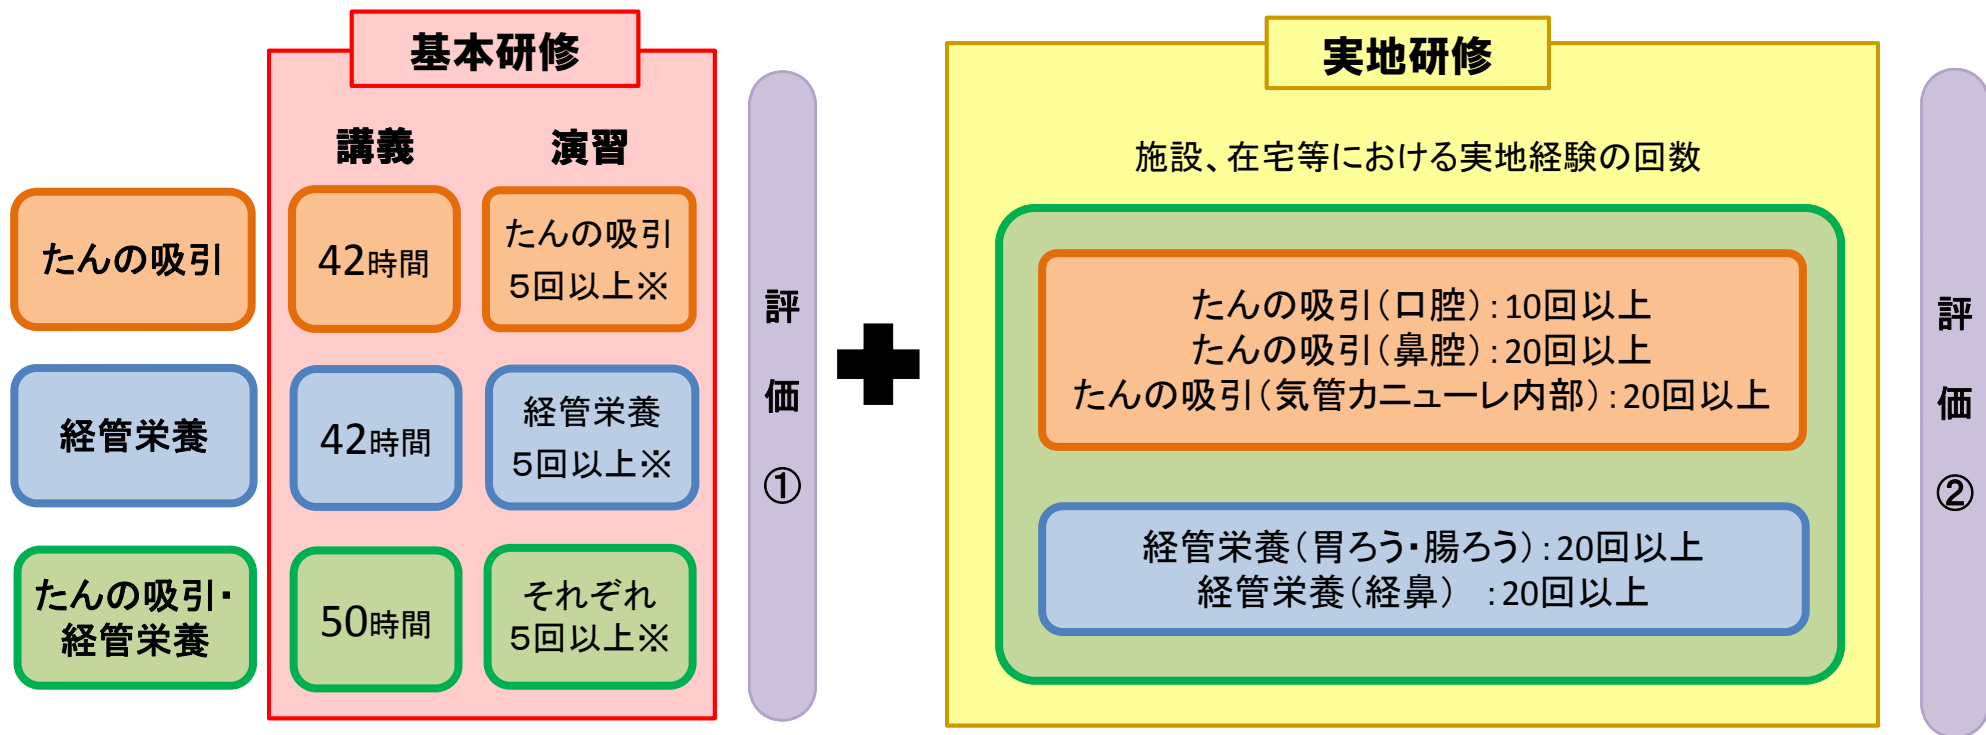 基本研修
講義 演習
たんの吸引
42時間
たんの吸引
5回以上※
経管栄養
42時間
経管栄養
5回以上※
たんの吸引・
経管栄養
50時間
それぞれ
5回以上※
評価①
実地研修
施設、在宅等における実地経験の回数
たんの吸引(口腔):10回以上
たんの吸引(鼻腔):20回以上
たんの吸引(気管カニューレ内部):20回以上
経管栄養(胃ろう・腸ろう):20回以上
経管栄養(経鼻) :20回以上
評価②